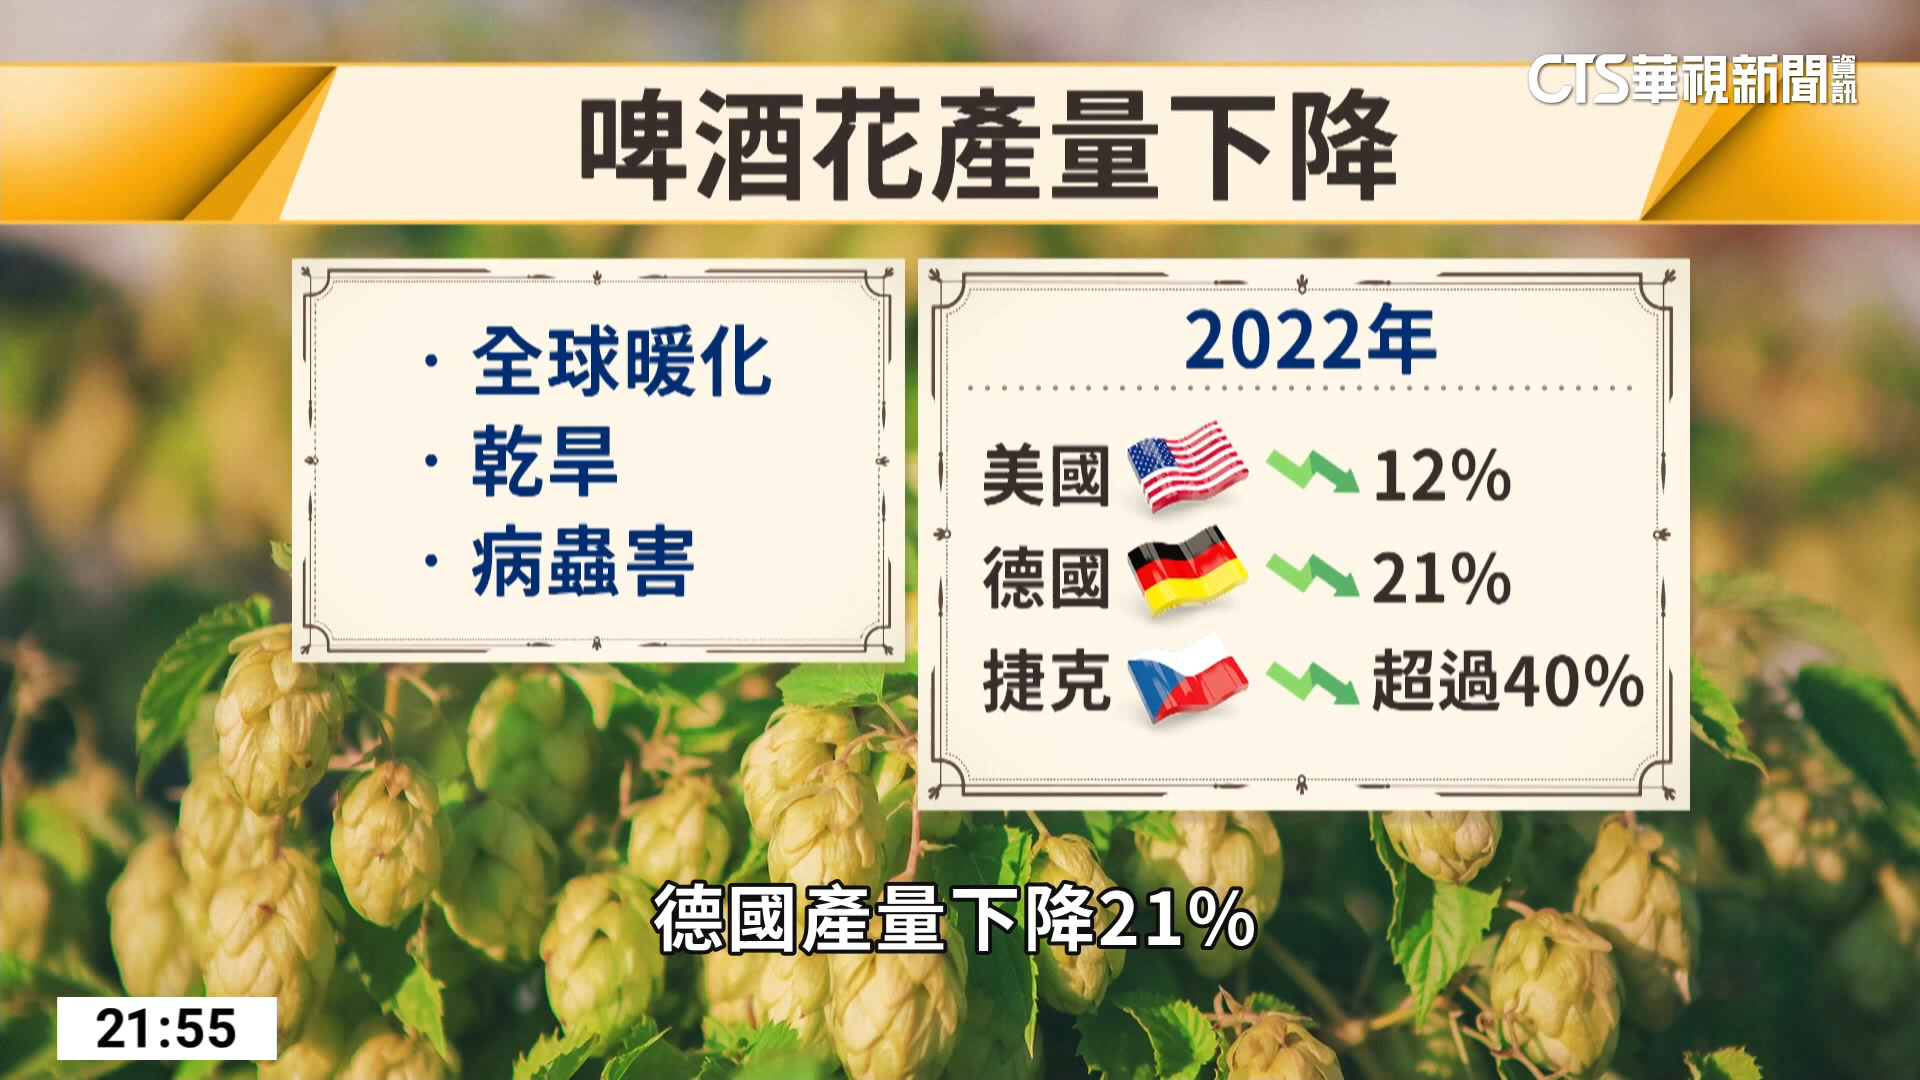 CTS華視新聞資訊
啤酒花產量下降
· 全球暖化
· 乾旱
· 病蟲害
2022年
美國 12%
德國 21%
捷克 超過40%
德國產量下降21%
21:55